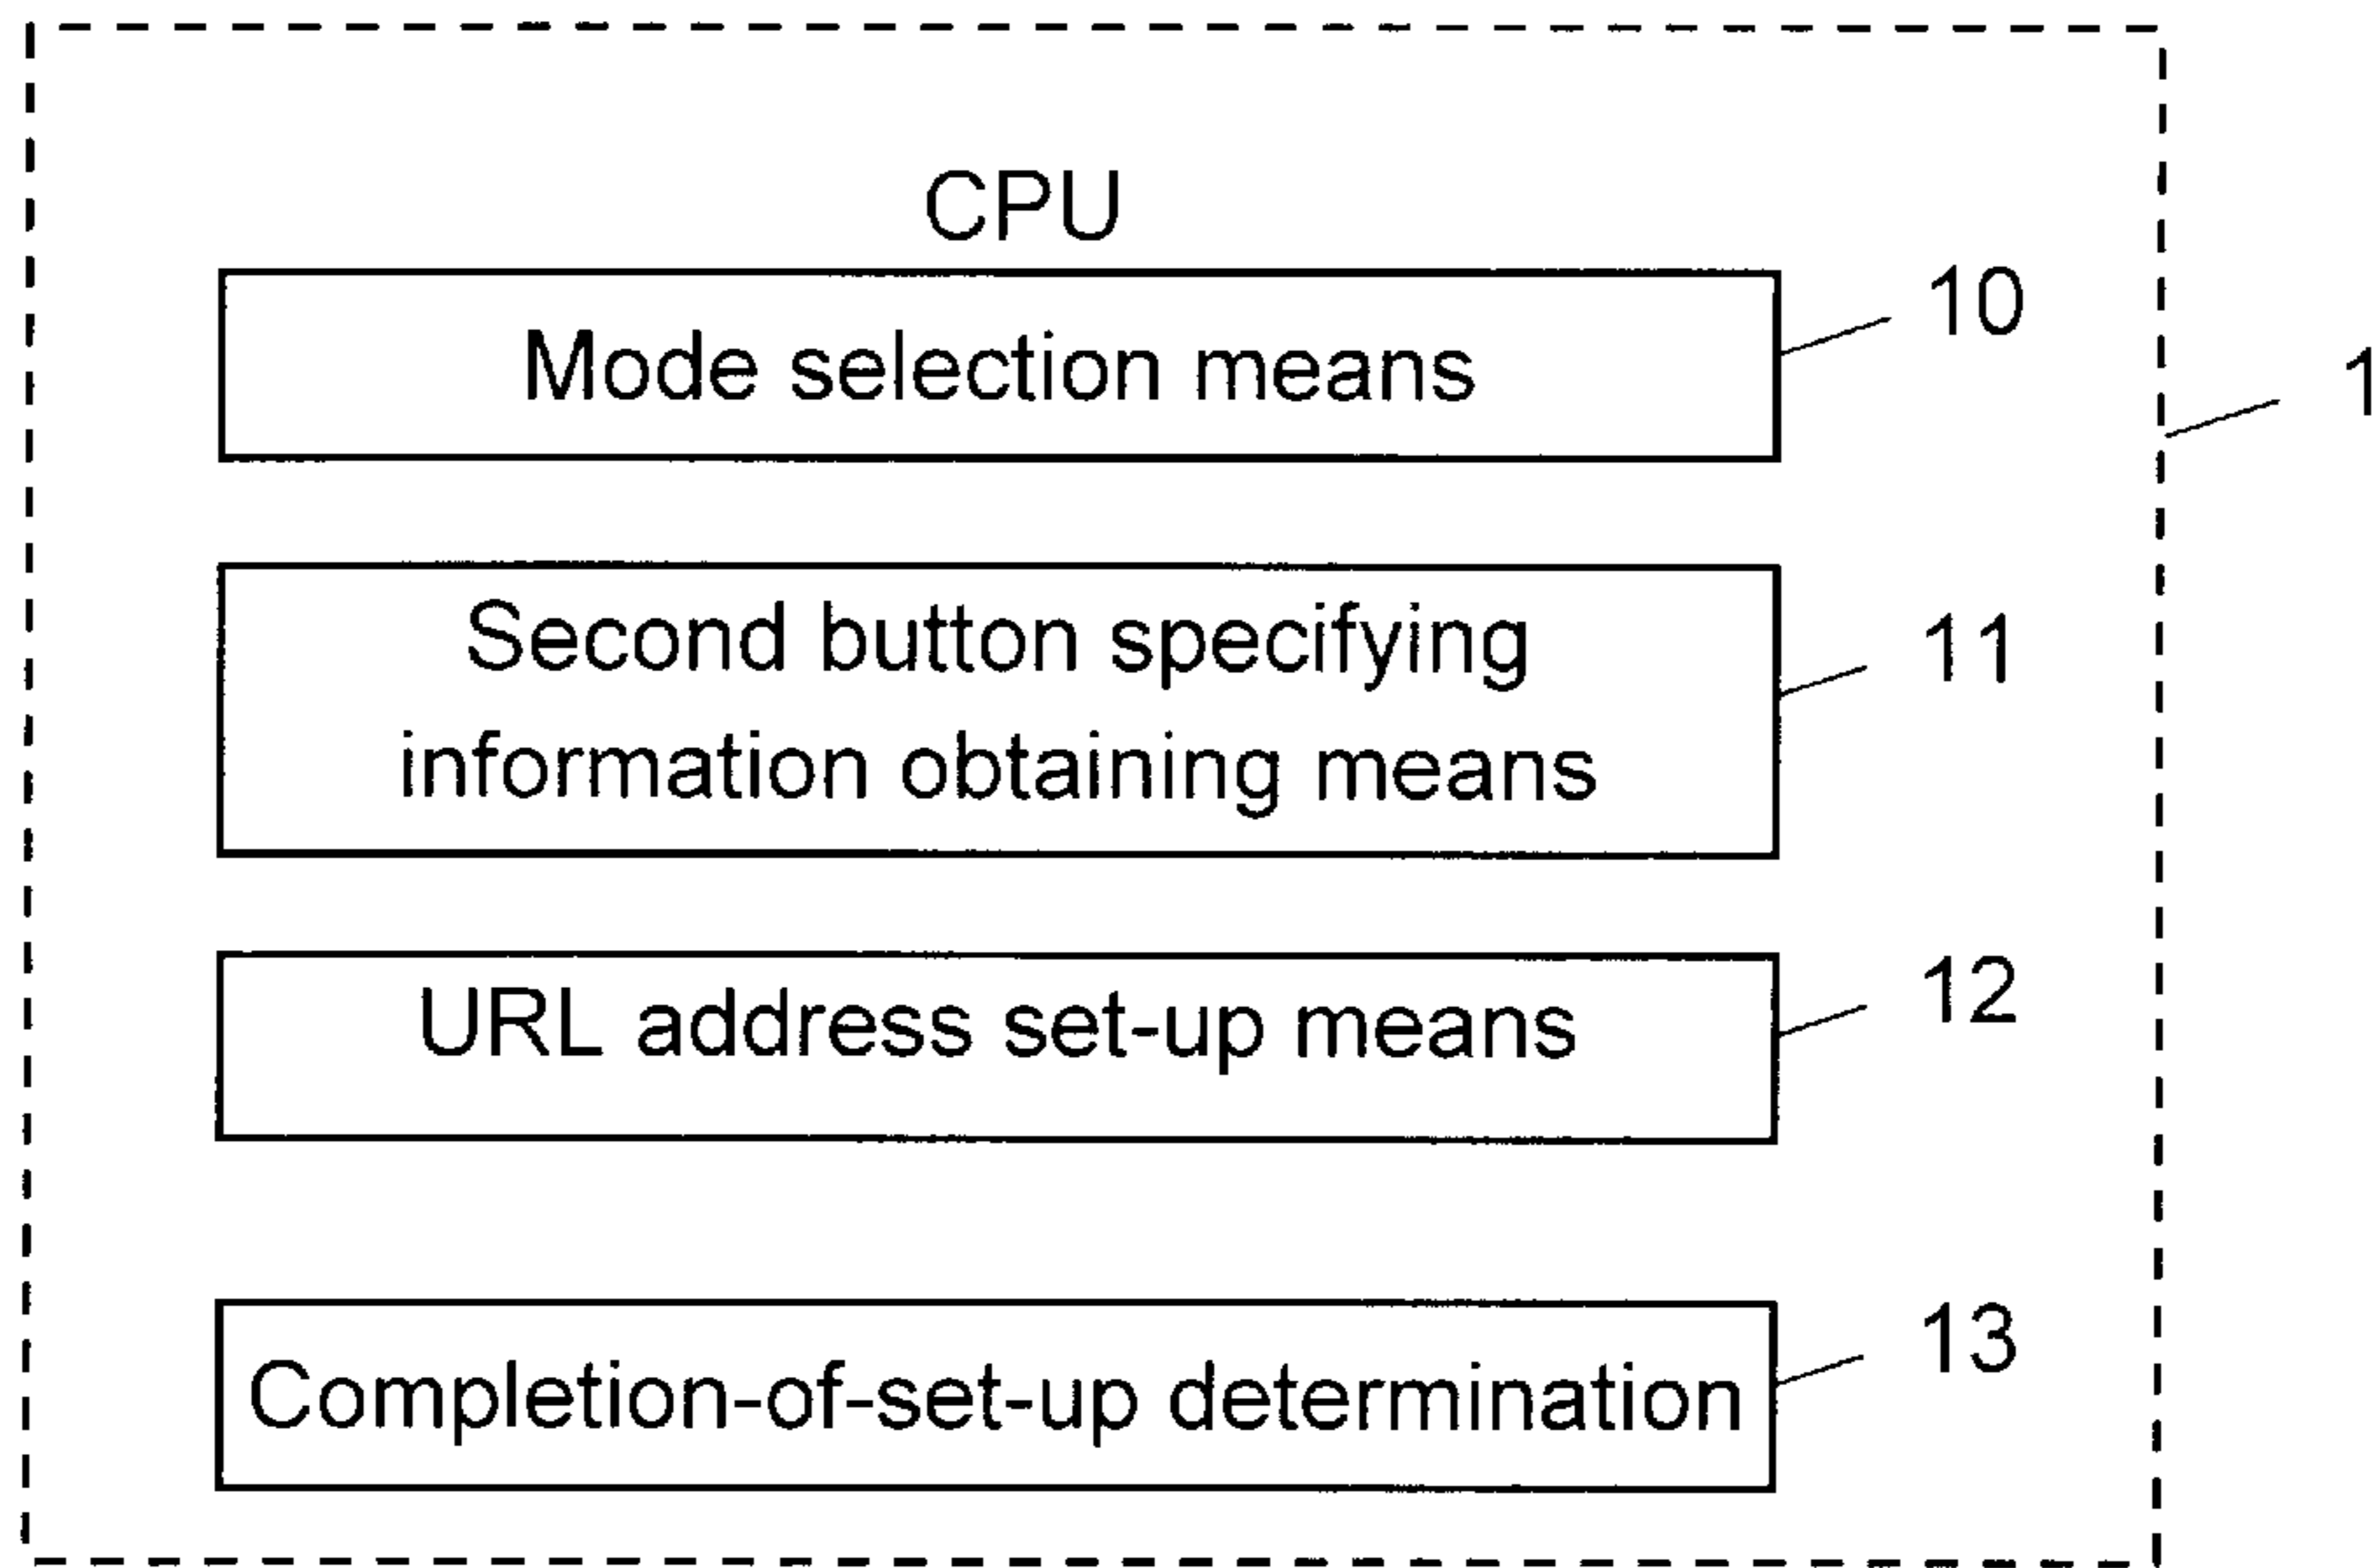 CPU
Mode selection means
10
1
Second button specifying
information obtaining means
11
URL address set-up means
12
Completion-of-set-up determination
13